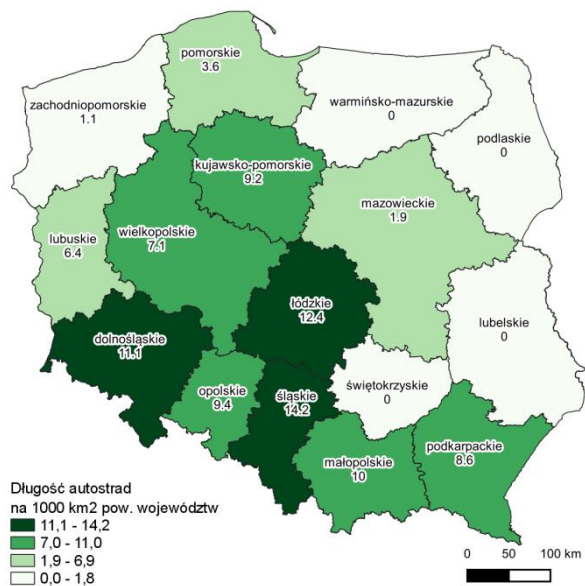 pomorskie
3.6
zachodniopomorskie
1.1
warmińsko-mazurskie
0
podlaskie
0
kujawsko-pomorskie
9.2
mazowieckie
1.9
lubuskie
6.4
wielkopolskie
7.1
łódzkie
12.4
lubelskie
0
dolnośląskie
11.1
opolskie
9.4
śląskie
14.2
świętokrzyskie
0
małopolskie
10
podkarpackie
8.6
Długość autostrad
na 1000 km2 pow. województw
11,1 - 14,2
7,0 - 11,0
1,9 - 6,9
0,0 - 1,8
0 50 100 km